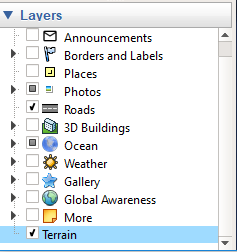 Layers
Announcements
Borders and Labels
Places
Photos
Roads
3D Buildings
Ocean
Weather
Gallery
Global Awareness
More
Terrain